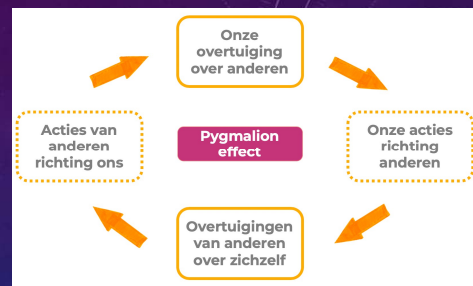 Onze
overtuiging
over anderen
Acties van
anderen
richting ons
Pygmalion
effect
Onze acties
richting
anderen
Overtuigingen
van anderen
over zichzelf